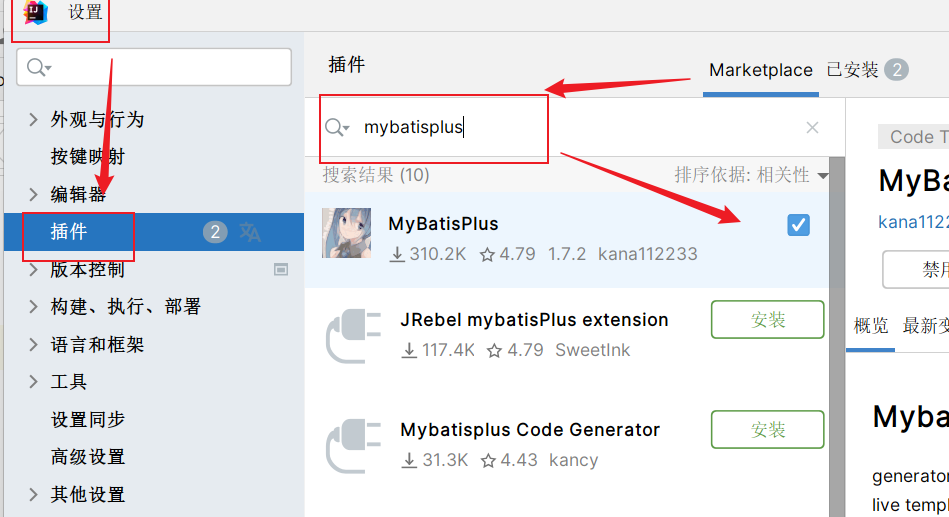 设置
插件
Marketplace 已安装 2
mybatisplus
外观与行为
按键映射
编辑器
插件 2
版本控制
构建、执行、部署
语言和框架
工具
设置同步
高级设置
其他设置
搜索结果 (10) 排序依据: 相关性
MyBatisPlus
310.2K 4.79 1.7.2 kana112233
JRebel mybatisPlus extension
117.4K 4.79 SweetInk
安装
Mybatisplus Code Generator
31.3K 4.43 kancy
安装
Code T
MyBa
kana1122
禁用
概览 最新变
Myba
generator
live temp